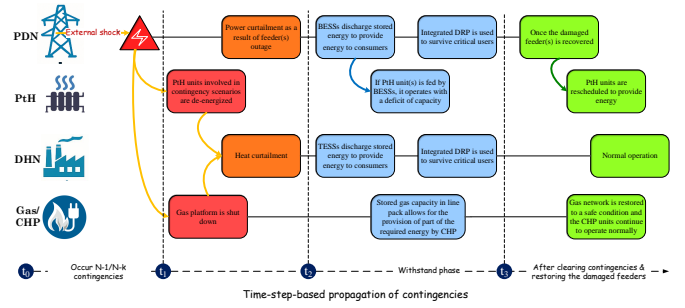 PDN
External shock
Power curtailment as a
result of feeder(s)
outage
BESSs discharge stored
energy to provide
energy to consumers
Integrated DRP is used
to survive critical users
Once the damaged
feeder(s) is recovered
PtH
PtH units involved in
contingency scenarios
are de-energized
If PtH unit(s) is fed by
BESSs, it operates with
a deficit of capacity
PtH units are
rescheduled to provide
energy
DHN
Heat curtailment
TESSs discharge stored
energy to provide
energy to consumers
Integrated DRP is used
to survive critical users
Normal operation
Gas/
CHP
Gas platform is shut
down
Stored gas capacity in line
pack allows for the
provision of part of the
required energy by CHP
Gas network is restored
to a safe condition and
the CHP units continue
to operate normally
t0
Occur N-1/N-k
contingencies
t1
t2
Withstand phase
t3
After clearing contingencies &
restoring the damaged feeders
Time-step-based propagation of contingencies